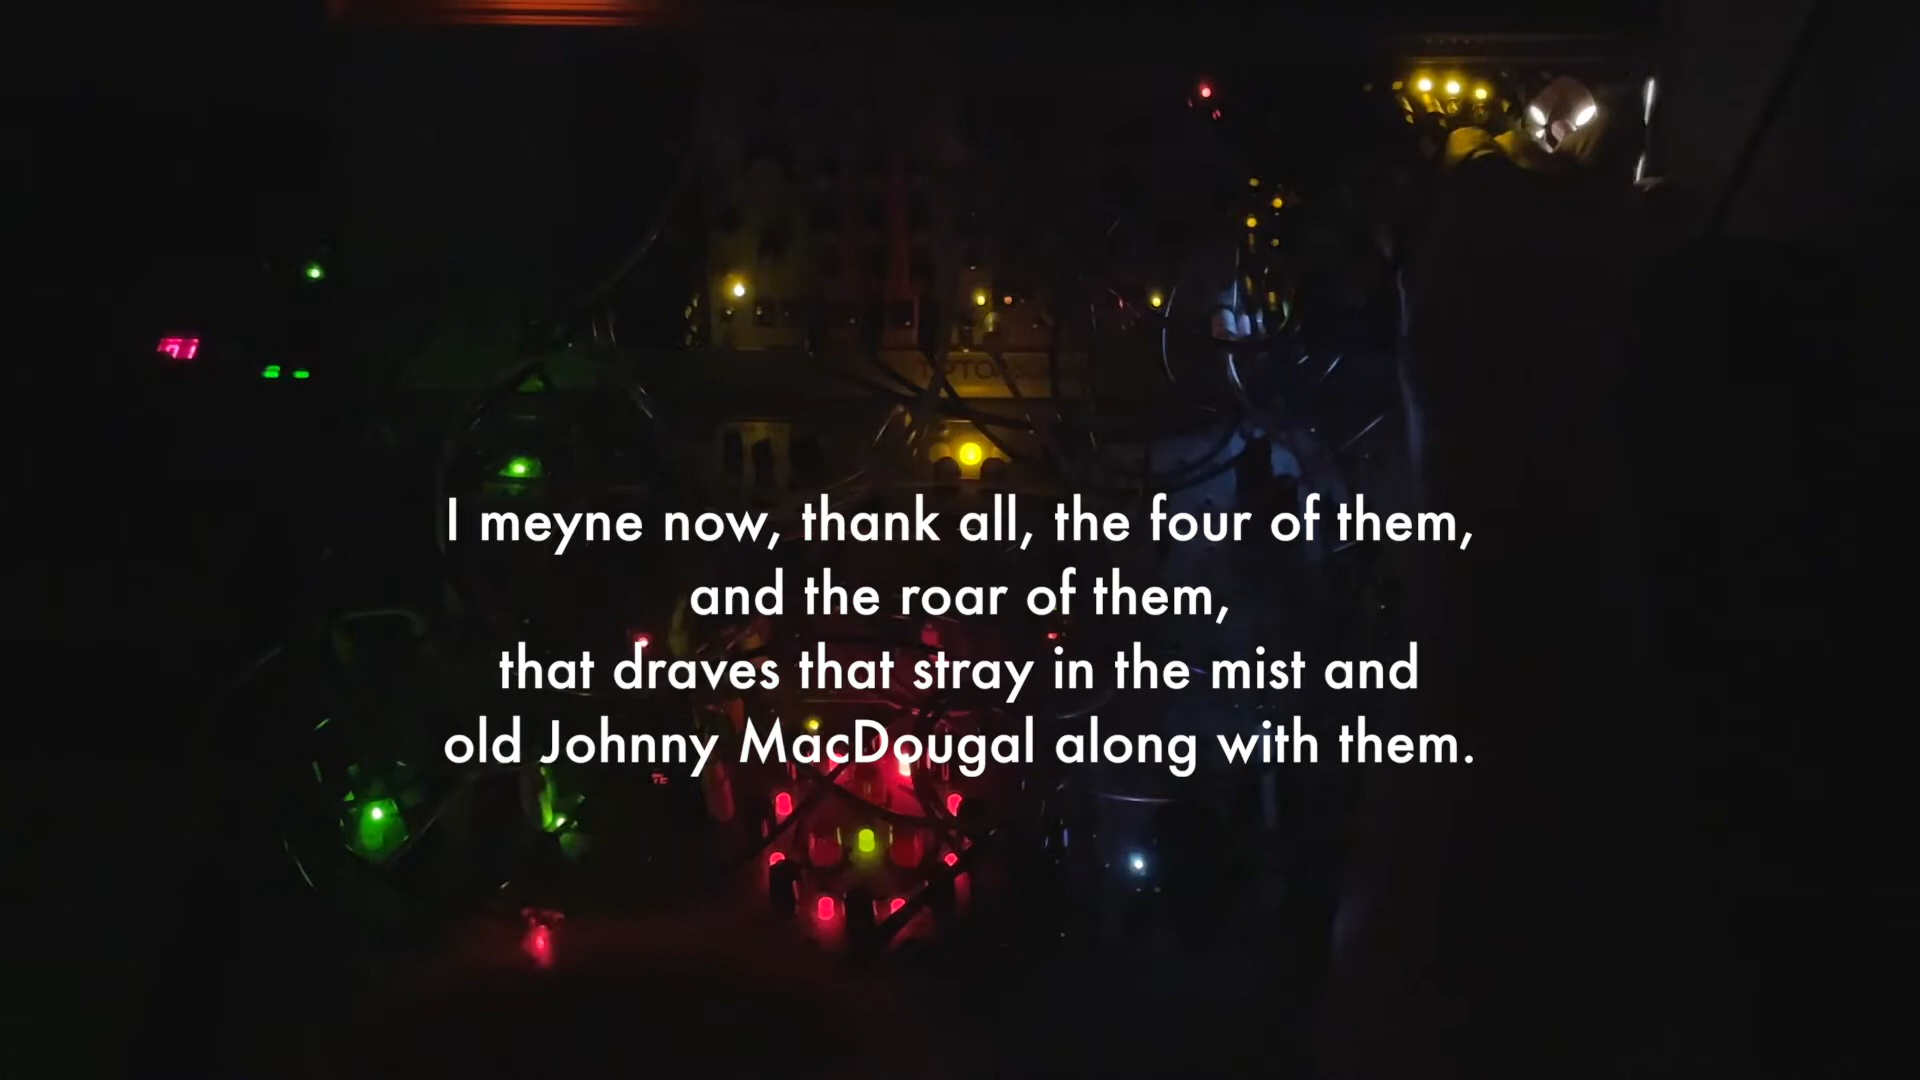 TIPTOP
I meyne now, thank all, the four of them,
and the roar of them,
that draves that stray in the mist and
old Johnny MacDougal along with them.